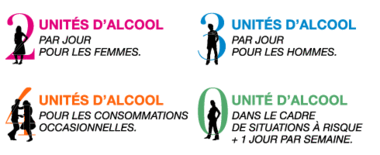 2 UNITÉS D'ALCOOL
PAR JOUR
POUR LES FEMMES.
3 UNITÉS D'ALCOOL
PAR JOUR
POUR LES HOMMES.
4 UNITÉS D'ALCOOL
POUR LES CONSOMMATIONS
OCCASIONNELLES.
0 UNITÉ D'ALCOOL
DANS LE CADRE
DE SITUATIONS À RISQUE
+ 1 JOUR PAR SEMAINE.